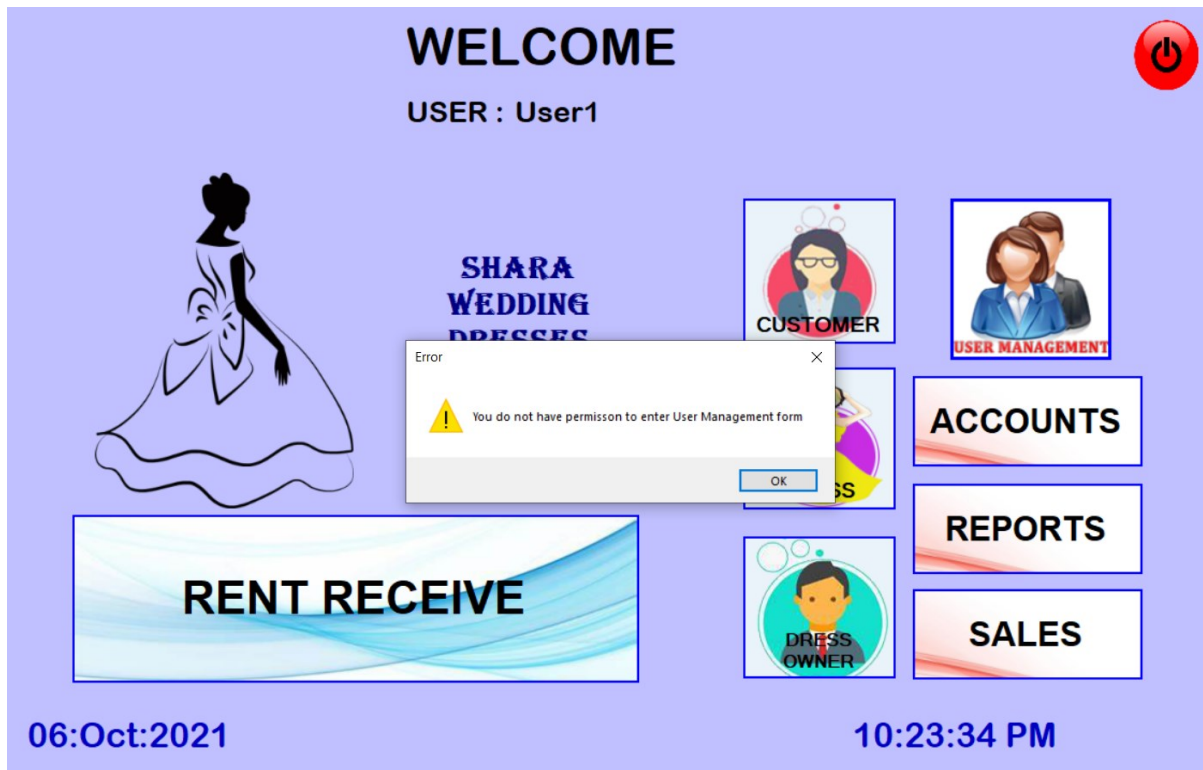 WELCOME
USER : User1
SHARA
WEDDING
DRESSES
CUSTOMER
USER MANAGEMENT
Error
You do not have permisson to enter User Management form
OK
ACCOUNTS
REPORTS
RENT RECEIVE
DRESS
OWNER
SALES
06:Oct:2021
10:23:34 PM